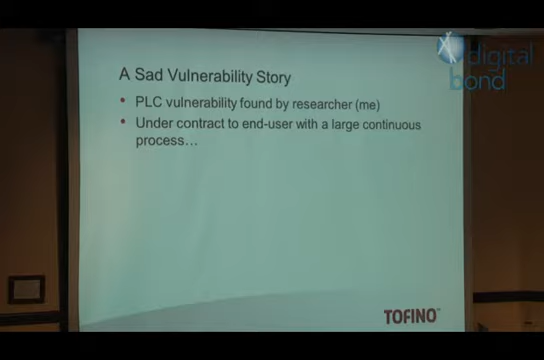 digital
bond
A Sad Vulnerability Story
• PLC vulnerability found by researcher (me)
• Under contract to end-user with a large continuous
process…
TOFINO™